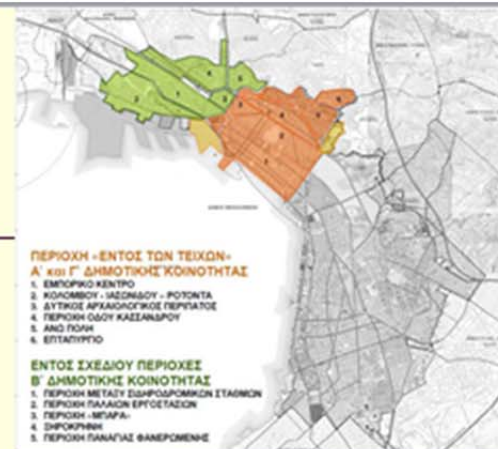 ΠΕΡΙΟΧΗ «ΕΝΤΟΣ ΤΩΝ ΤΕΙΧΩΝ»
Α' και Γ' ΔΗΜΟΤΙΚΗΣ ΚΟΙΝΟΤΗΤΑΣ
1. ΕΜΠΟΡΙΚΟ ΚΕΝΤΡΟ
2. ΚΟΛΟΜΒΟΥ - ΙΑΣΩΝΙΔΟΥ - ΡΟΤΟΝΤΑ
3. ΔΥΤΙΚΟΣ ΑΡΧΑΙΟΛΟΓΙΚΟΣ ΠΕΡΙΠΑΤΟΣ
4. ΠΕΡΙΟΧΗ ΟΔΟΥ ΚΑΣΣΑΝΔΡΟΥ
5. ΑΝΩ ΠΟΛΗ
6. ΕΠΤΑΠΥΡΓΙΟ
ΕΝΤΟΣ ΣΧΕΔΙΟΥ ΠΕΡΙΟΧΕΣ
Β' ΔΗΜΟΤΙΚΗΣ ΚΟΙΝΟΤΗΤΑΣ
1. ΠΕΡΙΟΧΗ ΜΕΤΑΞΥ ΣΙΔΗΡΟΔΡΟΜΙΚΩΝ ΣΤΑΘΜΩΝ
2. ΠΕΡΙΟΧΗ ΠΑΛΑΙΩΝ ΕΡΓΟΣΤΑΣΙΩΝ
3. ΠΕΡΙΟΧΗ «ΜΠΑΡΑ»
4. ΞΗΡΟΚΡΗΝΗ
5. ΠΕΡΙΟΧΗ ΠΑΝΑΓΙΑΣ ΦΑΝΕΡΩΜΕΝΗΣ